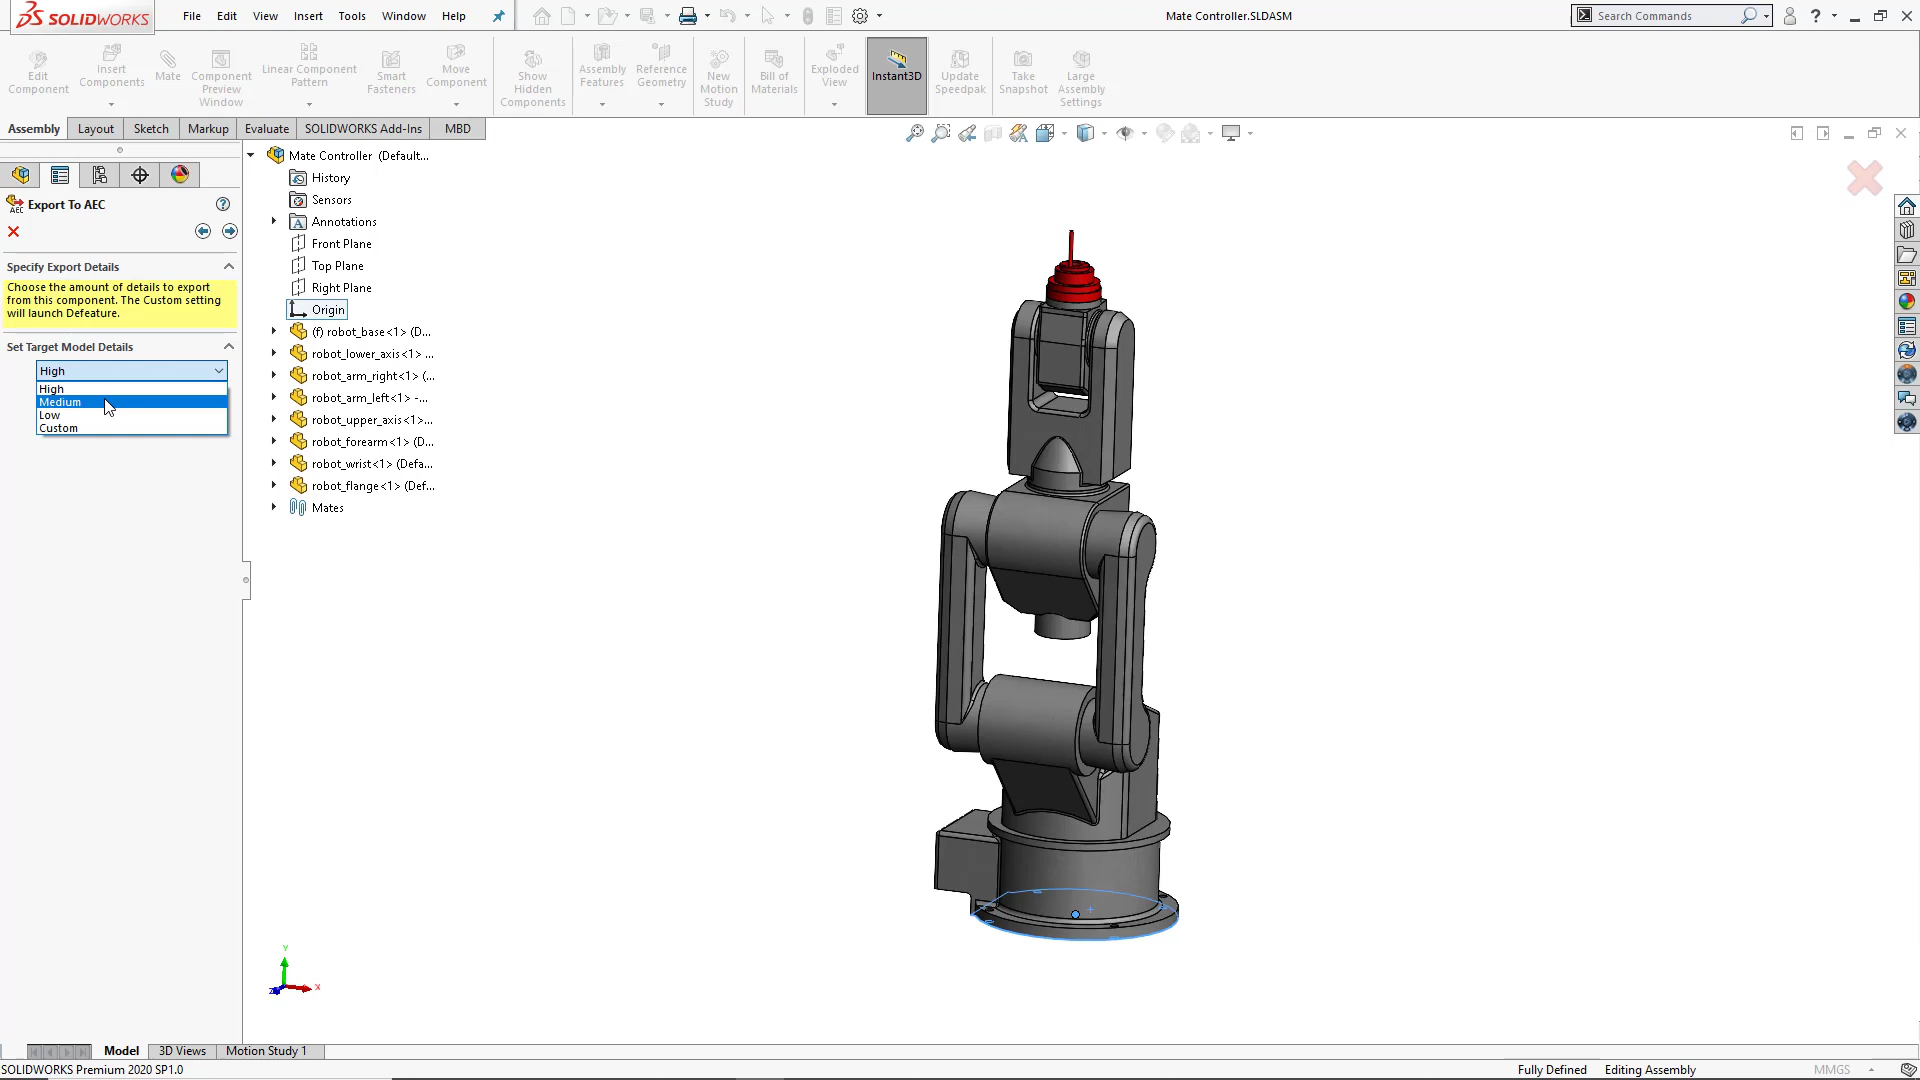 SOLIDWORKS
File Edit View Insert Tools Window Help
Mate Controller.SLDASM
Search Commands
Edit Component
Insert Components
Mate
Component Preview Window
Linear Component Pattern
Smart Fasteners
Move Component
Show Hidden Components
Assembly Features
Reference Geometry
New Motion Study
Bill of Materials
Exploded View
Instant3D
Update Speedpak
Take Snapshot
Large Assembly Settings
Assembly Layout Sketch Markup Evaluate SOLIDWORKS Add-Ins MBD
Export To AEC
Specify Export Details
Choose the amount of details to export
from this component. The Custom setting
will launch Defeature.
Set Target Model Details
High
High
Medium
Low
Custom
Mate Controller (Default...
History
Sensors
Annotations
Front Plane
Top Plane
Right Plane
Origin
(f) robot_base<1> (D...
robot_lower_axis<1> ...
robot_arm_right<1> (...
robot_arm_left<1> -...
robot_upper_axis<1>...
robot_forearm<1> (D...
robot_wrist<1> (Defa...
robot_flange<1> (Def...
Mates
Y
X
Z
Model 3D Views Motion Study 1
SOLIDWORKS Premium 2020 SP1.0
Fully Defined Editing Assembly MMGS